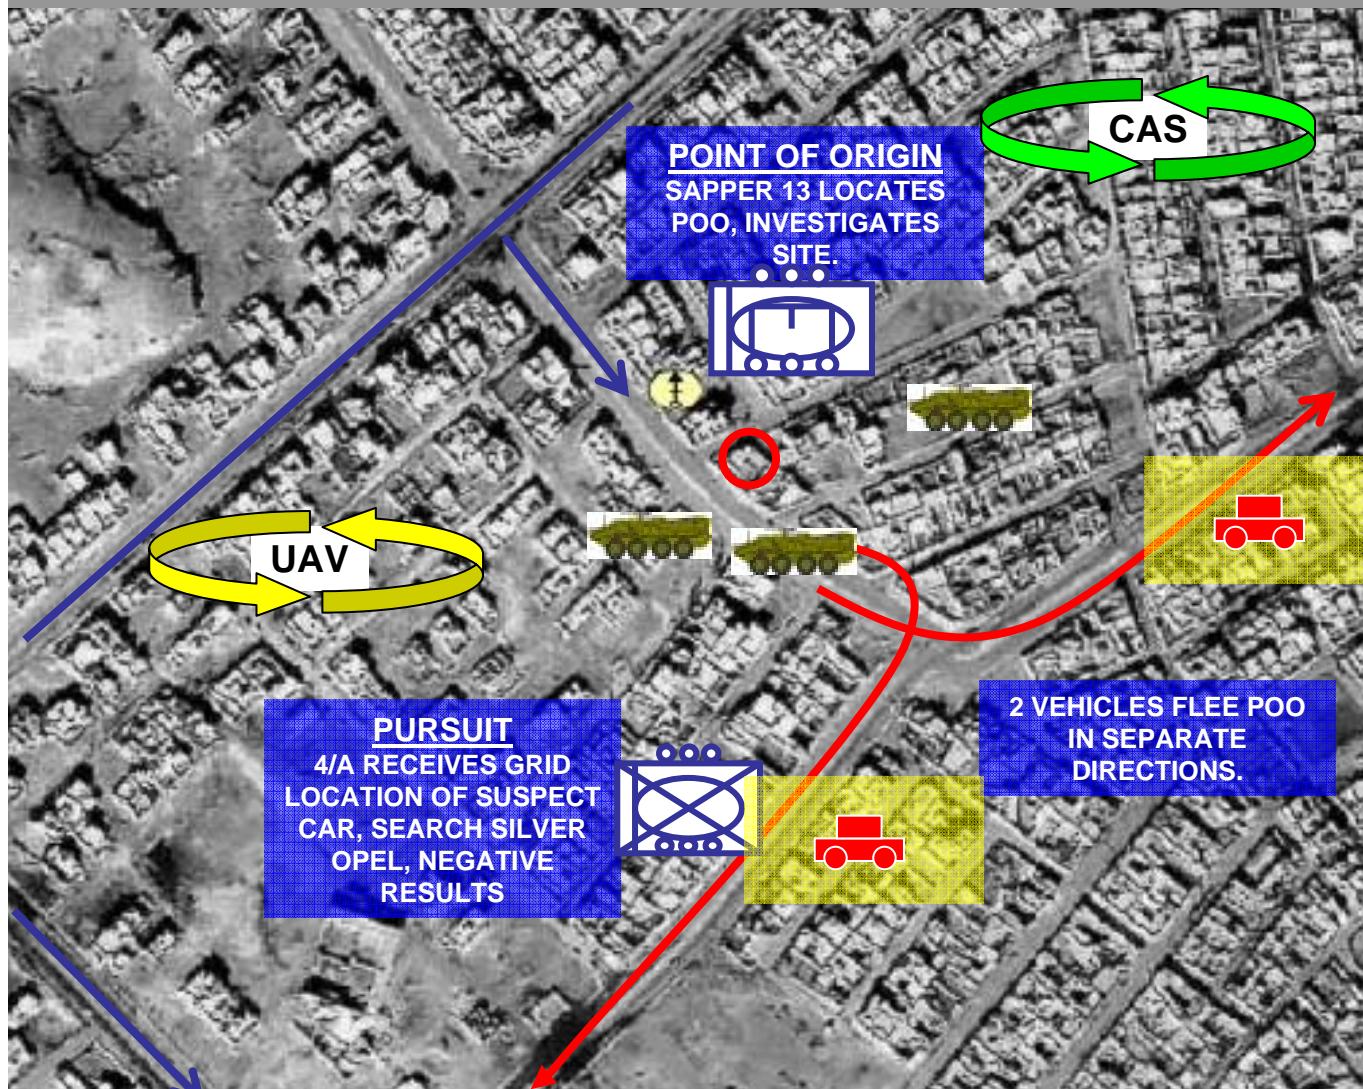 POINT OF ORIGIN
SAPPER 13 LOCATES
POO, INVESTIGATES
SITE.
CAS
UAV
PURSUIT
4/A RECEIVES GRID
LOCATION OF SUSPECT
CAR, SEARCH SILVER
OPEL, NEGATIVE
RESULTS
2 VEHICLES FLEE POO
IN SEPARATE
DIRECTIONS.